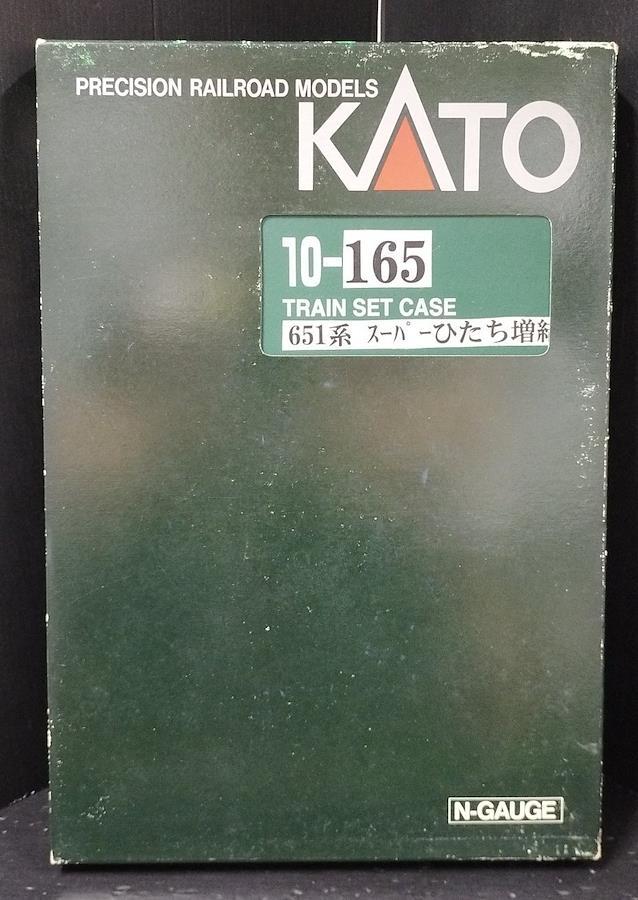 PRECISION RAILROAD MODELS
KATO
10-165
TRAIN SET CASE
651系 スーパーひたち増
N-GAUGE